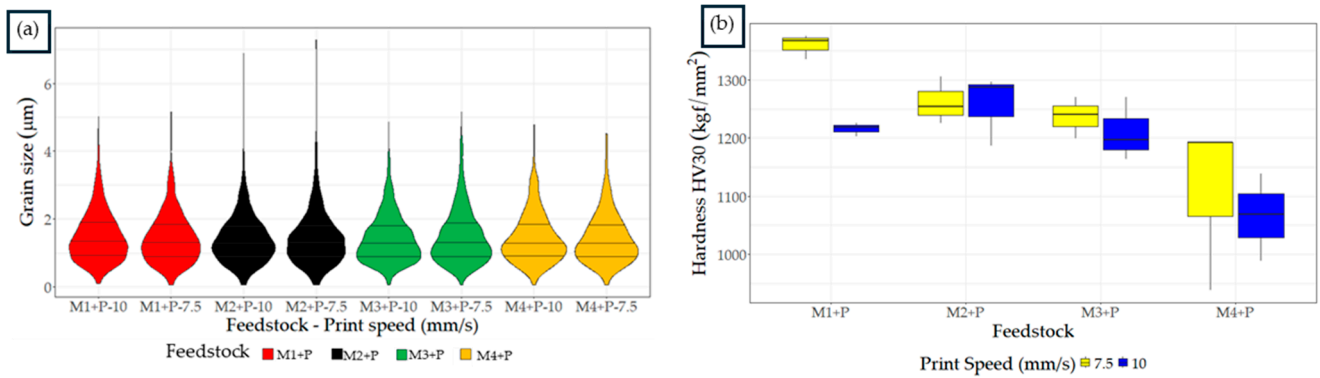 (a)
Grain size (μm)
6
4
2
0
M1+P-10 M1+P-7.5 M2+P-10 M2+P-7.5 M3+P-10 M3+P-7.5 M4+P-10 M4+P-7.5
Feedstock - Print speed (mm/s)
Feedstock M1+P M2+P M3+P M4+P
(b)
Hardness HV30 (kgf/mm²)
1300
1200
1100
1000
M1+P M2+P M3+P M4+P
Feedstock
Print Speed (mm/s) 7.5 10